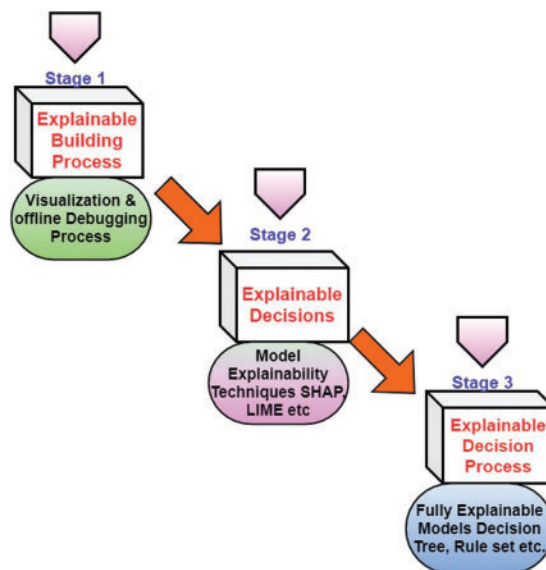 Stage 1
Explainable
Building
Process
Visualization &
offline Debugging
Process
Stage 2
Explainable
Decisions
Model
Explainability
Techniques SHAP,
LIME etc
Stage 3
Explainable
Decision
Process
Fully Explainable
Models Decision
Tree, Rule set etc.